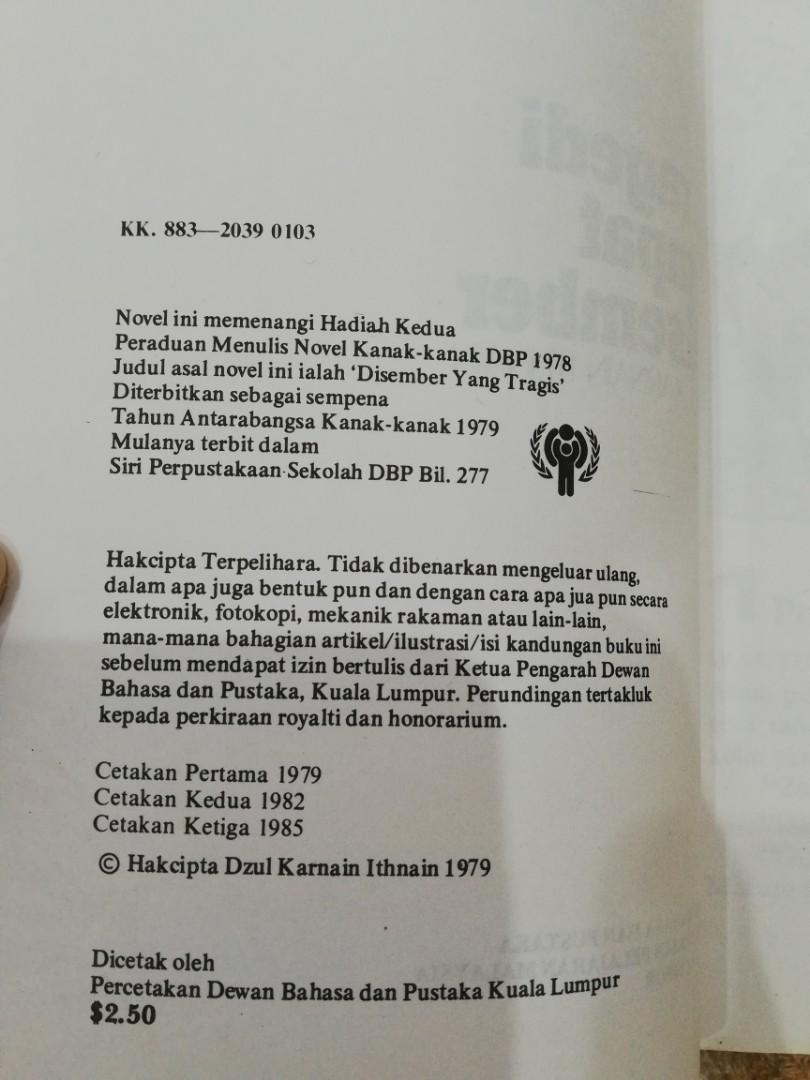 KK. 883—2039 0103
Novel ini memenangi Hadiah Kedua
Peraduan Menulis Novel Kanak-kanak DBP 1978
Judul asal novel ini ialah 'Disember Yang Tragis'
Diterbitkan sebagai sempena
Tahun Antarabangsa Kanak-kanak 1979
Mulanya terbit dalam
Siri Perpustakaan Sekolah DBP Bil. 277
Hakcipta Terpelihara. Tidak dibenarkan mengeluar ulang,
dalam apa juga bentuk pun dan dengan cara apa jua pun secara
elektronik, fotokopi, mekanik rakaman atau lain-lain,
mana-mana bahagian artikel/ilustrasi/isi kandungan buku ini
sebelum mendapat izin bertulis dari Ketua Pengarah Dewan
Bahasa dan Pustaka, Kuala Lumpur. Perundingan tertakluk
kepada perkiraan royalti dan honorarium.
Cetakan Pertama 1979
Cetakan Kedua 1982
Cetakan Ketiga 1985
© Hakcipta Dzul Karnain Ithnain 1979
Dicetak oleh
Percetakan Dewan Bahasa dan Pustaka Kuala Lumpur
$2.50